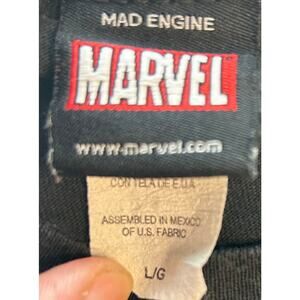 MAD ENGINE
MARVEL
www.marvel.com
CON TELA DE E.U.A.
ASSEMBLED IN MEXICO
OF U.S. FABRIC
L/G